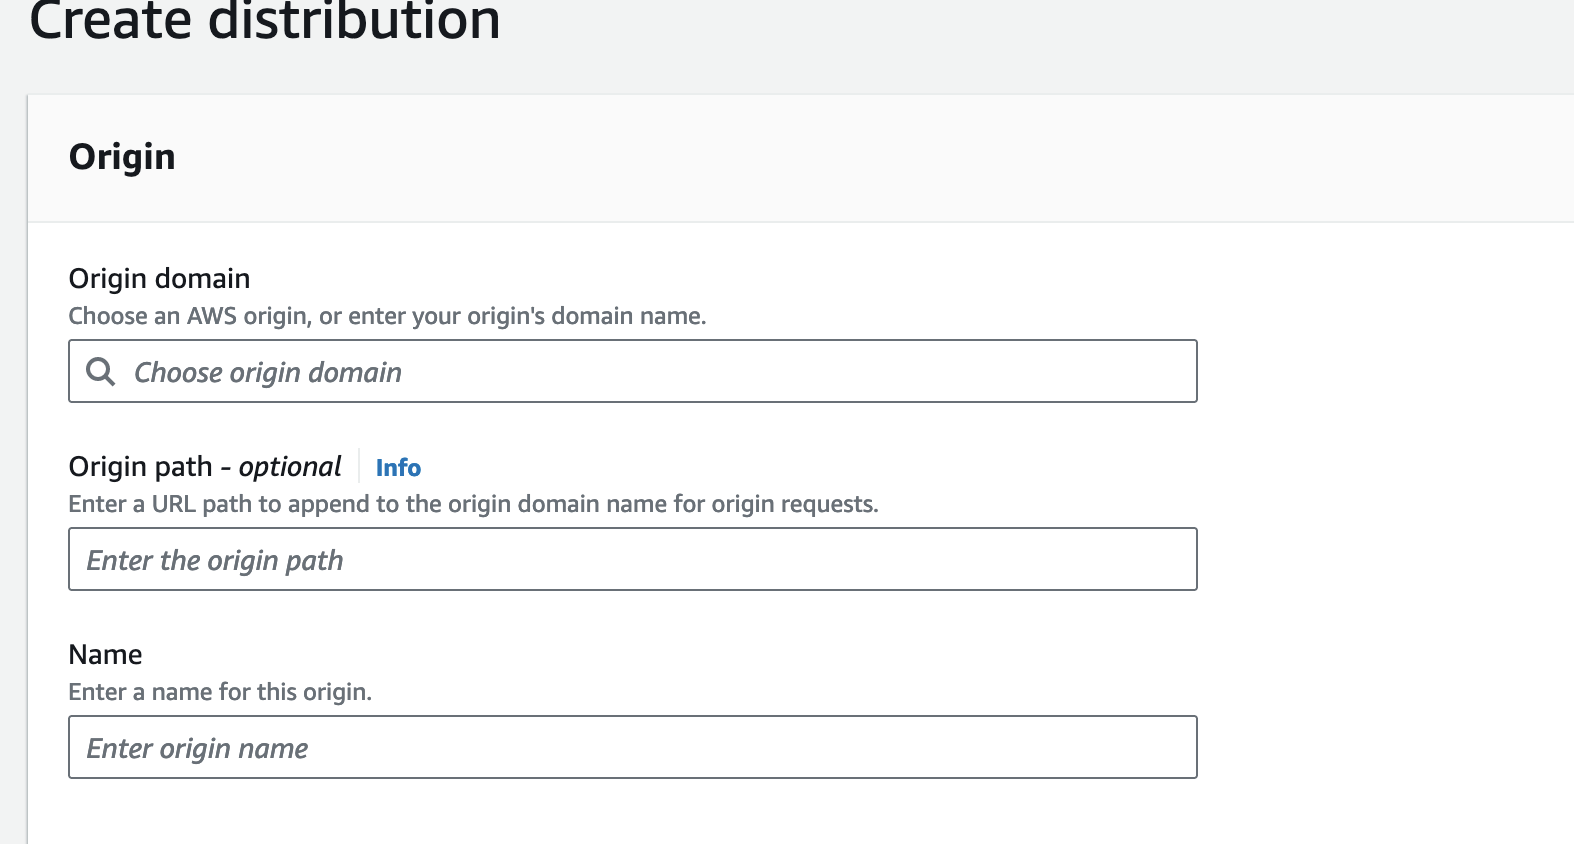 Create distribution
Origin
Origin domain
Choose an AWS origin, or enter your origin's domain name.
Choose origin domain
Origin path - optional Info
Enter a URL path to append to the origin domain name for origin requests.
Enter the origin path
Name
Enter a name for this origin.
Enter origin name